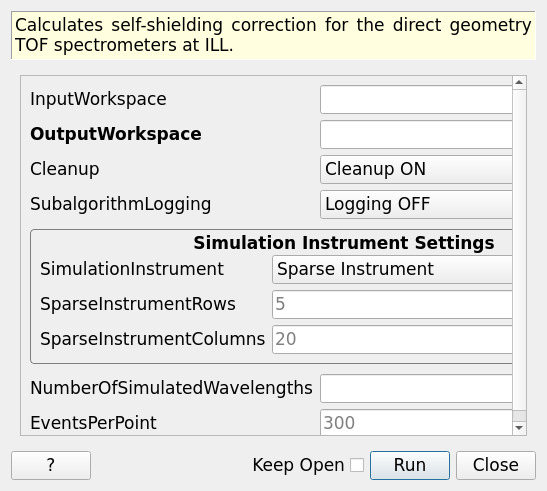 Calculates self-shielding correction for the direct geometry
TOF spectrometers at ILL.
InputWorkspace
OutputWorkspace
Cleanup Cleanup ON
SubalgorithmLogging Logging OFF
Simulation Instrument Settings
SimulationInstrument Sparse Instrument
SparseInstrumentRows 5
SparseInstrumentColumns 20
NumberOfSimulatedWavelengths
EventsPerPoint 300
? Keep Open Run Close